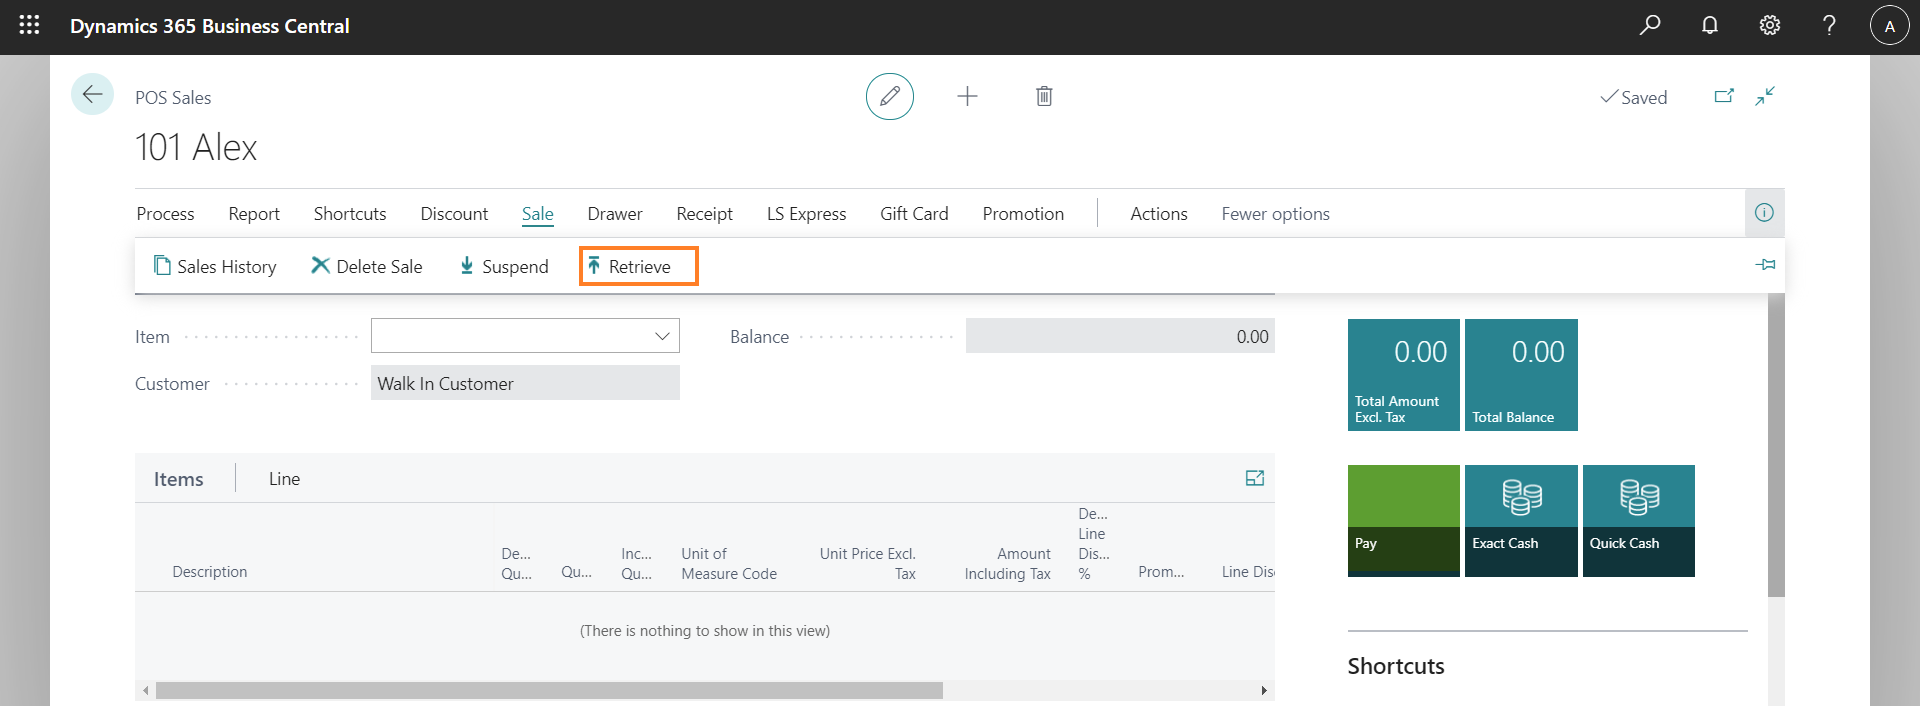 Dynamics 365 Business Central
A
POS Sales
Saved
101 Alex
Process Report Shortcuts Discount Sale Drawer Receipt LS Express Gift Card Promotion Actions Fewer options
Sales History Delete Sale Suspend Retrieve
Item
Balance 0.00
Customer Walk In Customer
0.00
Total Amount
Excl. Tax
0.00
Total Balance
Pay
Exact Cash
Quick Cash
Items Line
Description
De...
Qu...
Qu...
Inc...
Qu...
Unit of
Measure Code
Unit Price Excl.
Tax
Amount
Including Tax
De...
Line
Dis...
%
Prom...
Line Disc
(There is nothing to show in this view)
Shortcuts